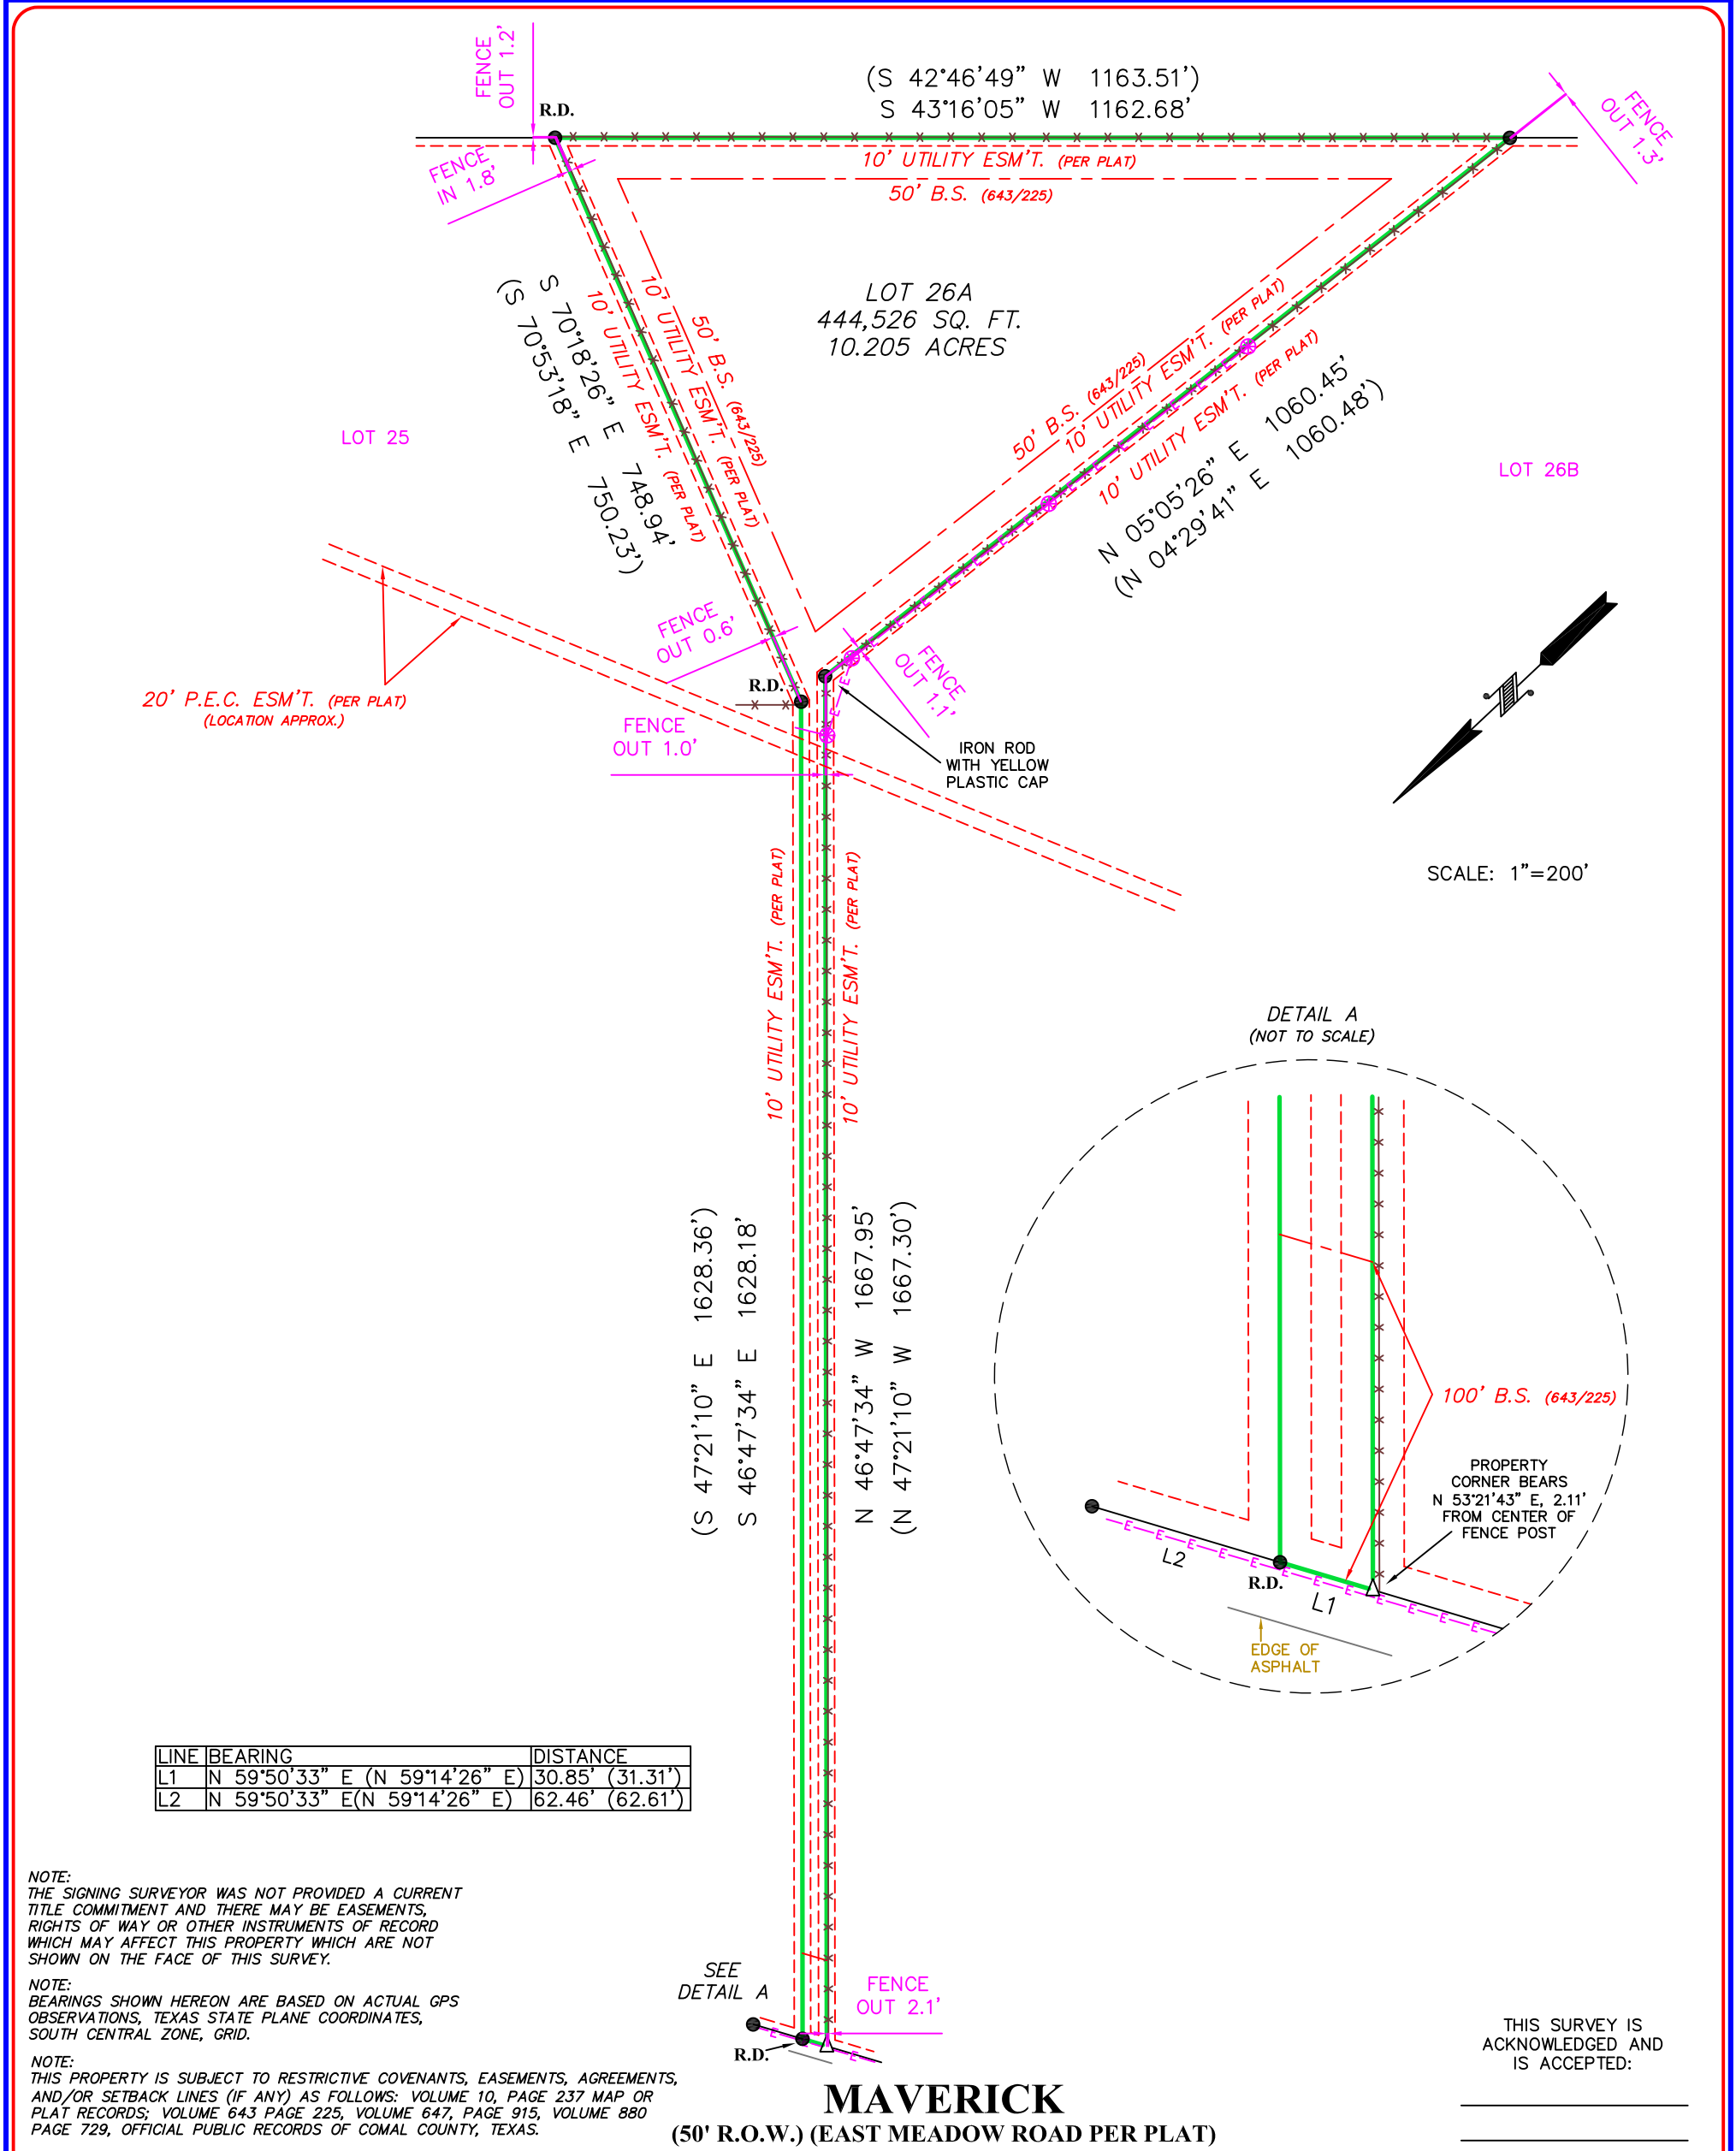 FENCE
OUT 1.2'
R.D.
(S 42°46'49" W 1163.51')
S 43°16'05" W 1162.68'
FENCE
OUT 1.3'
10' UTILITY ESM'T. (PER PLAT)
50' B.S. (643/225)
FENCE
IN 1.8'
LOT 26A
444,526 SQ. FT.
10.205 ACRES
S 70°18'26" E 748.94'
(S 70°53'18" E 750.23')
10' UTILITY ESM'T. (PER PLAT)
10' UTILITY ESM'T. (PER PLAT)
50' B.S. (643/225)
50' B.S. (643/225)
10' UTILITY ESM'T. (PER PLAT)
10' UTILITY ESM'T. (PER PLAT)
N 05°05'26" E 1060.45'
(N 04°29'41" E 1060.48')
LOT 25
LOT 26B
20' P.E.C. ESM'T. (PER PLAT)
(LOCATION APPROX.)
FENCE
OUT 0.6'
R.D.
FENCE
OUT 1.1'
FENCE
OUT 1.0'
IRON ROD
WITH YELLOW
PLASTIC CAP
SCALE: 1"=200'
10' UTILITY ESM'T. (PER PLAT)
10' UTILITY ESM'T. (PER PLAT)
DETAIL A
(NOT TO SCALE)
(S 47°21'10" E 1628.36')
S 46°47'34" E 1628.18'
N 46°47'34" W 1667.95'
(N 47°21'10" W 1667.30')
100' B.S. (643/225)
PROPERTY
CORNER BEARS
N 53°21'43" E, 2.11'
FROM CENTER OF
FENCE POST
L2
R.D.
L1
EDGE OF
ASPHALT
LINE BEARING DISTANCE
L1 N 59°50'33" E (N 59°14'26" E) 30.85' (31.31')
L2 N 59°50'33" E(N 59°14'26" E) 62.46' (62.61')
NOTE:
THE SIGNING SURVEYOR WAS NOT PROVIDED A CURRENT
TITLE COMMITMENT AND THERE MAY BE EASEMENTS,
RIGHTS OF WAY OR OTHER INSTRUMENTS OF RECORD
WHICH MAY AFFECT THIS PROPERTY WHICH ARE NOT
SHOWN ON THE FACE OF THIS SURVEY.
NOTE:
BEARINGS SHOWN HEREON ARE BASED ON ACTUAL GPS
OBSERVATIONS, TEXAS STATE PLANE COORDINATES,
SOUTH CENTRAL ZONE, GRID.
NOTE:
THIS PROPERTY IS SUBJECT TO RESTRICTIVE COVENANTS, EASEMENTS, AGREEMENTS,
AND/OR SETBACK LINES (IF ANY) AS FOLLOWS: VOLUME 10, PAGE 237 MAP OR
PLAT RECORDS; VOLUME 643 PAGE 225, VOLUME 647, PAGE 915, VOLUME 880
PAGE 729, OFFICIAL PUBLIC RECORDS OF COMAL COUNTY, TEXAS.
SEE
DETAIL A
FENCE
OUT 2.1'
R.D.
MAVERICK
(50' R.O.W.) (EAST MEADOW ROAD PER PLAT)
THIS SURVEY IS
ACKNOWLEDGED AND
IS ACCEPTED: